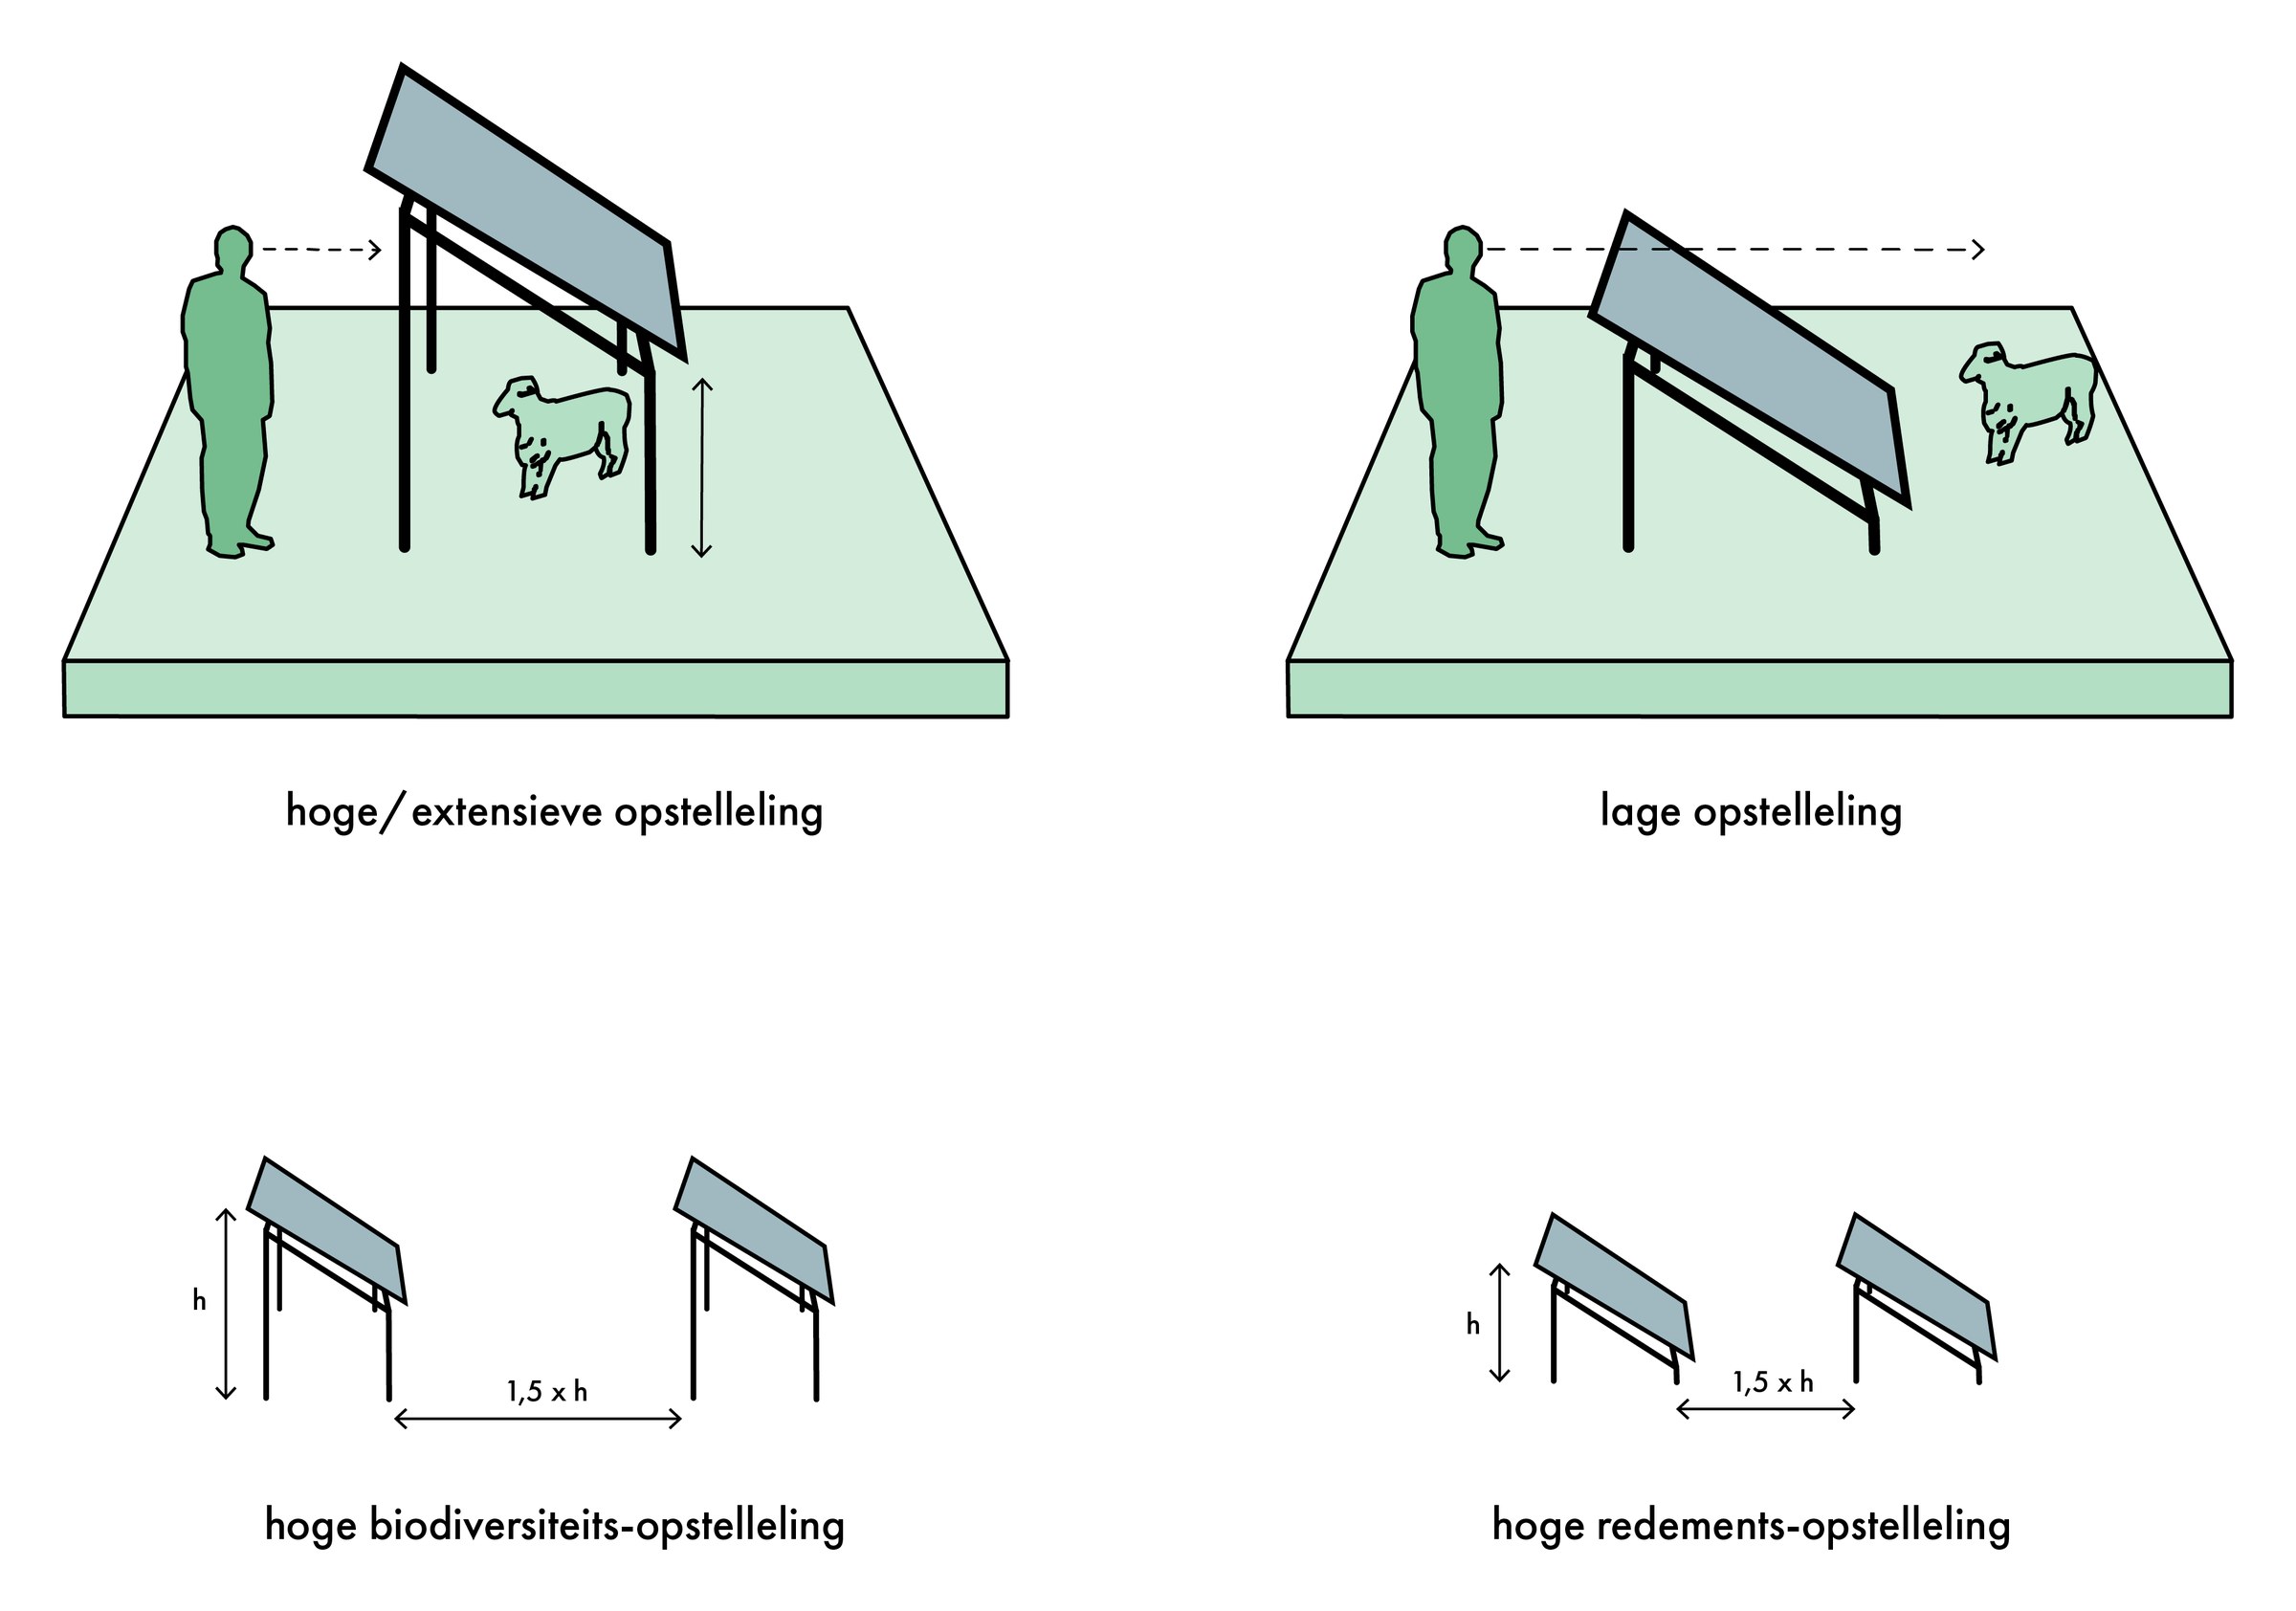 hoge/extensieve opstelleling
lage opstelleling
h
1,5 x h
hoge biodiversiteits-opstelleling
h
1,5 x h
hoge redements-opstelleling